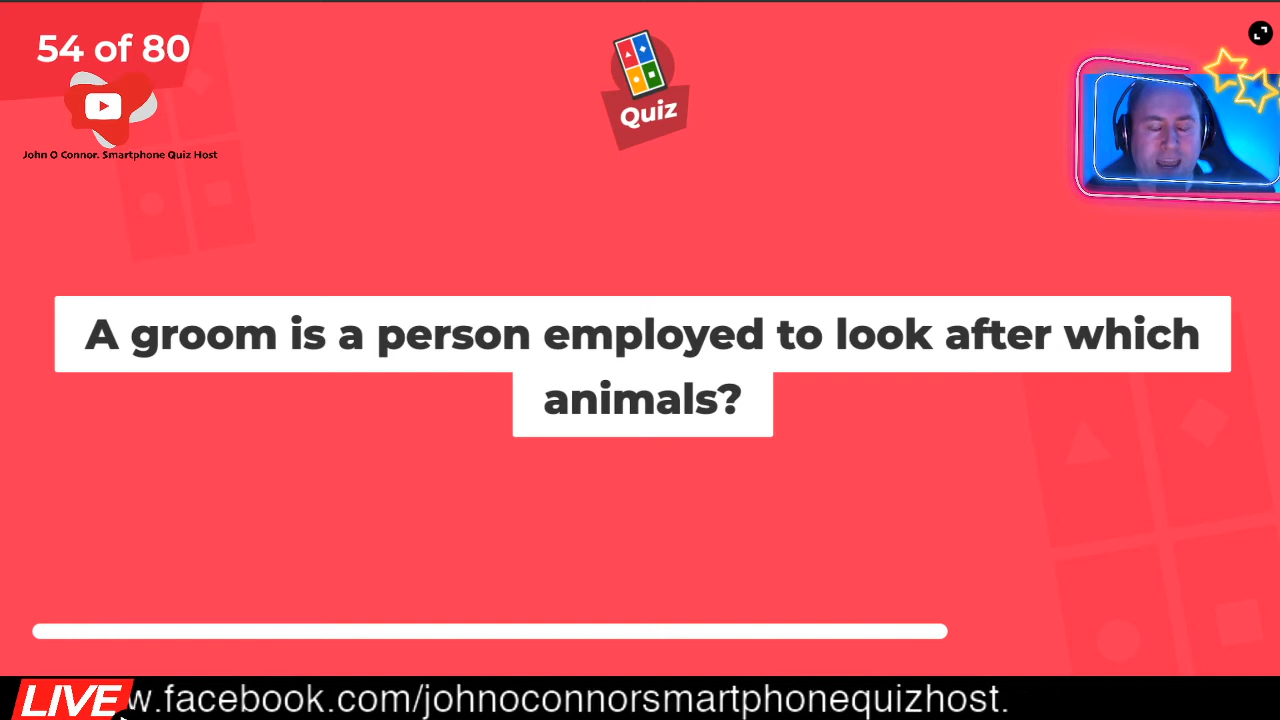 54 of 80
Quiz
John O Connor. Smartphone Quiz Host
A groom is a person employed to look after which
animals?
LIVE
w.facebook.com/johnoconnorsmartphonequizhost.